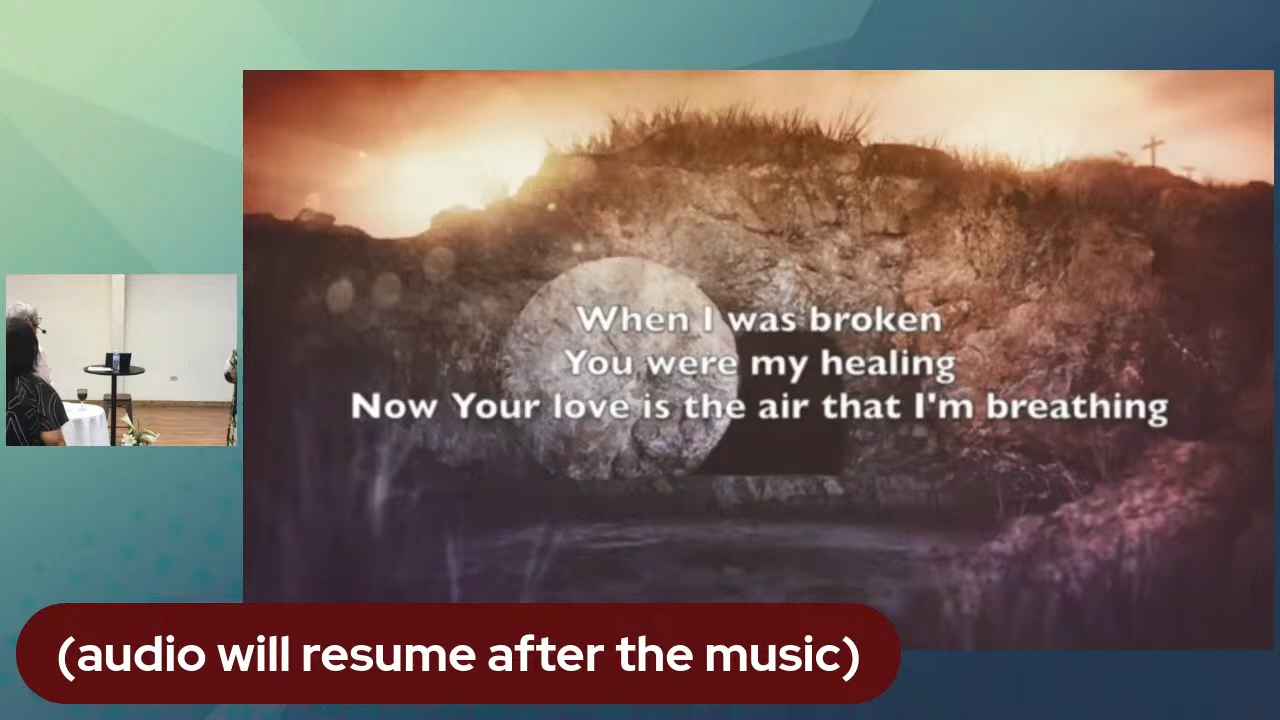 When I was broken
You were my healing
Now Your love is the air that I'm breathing
(audio will resume after the music)